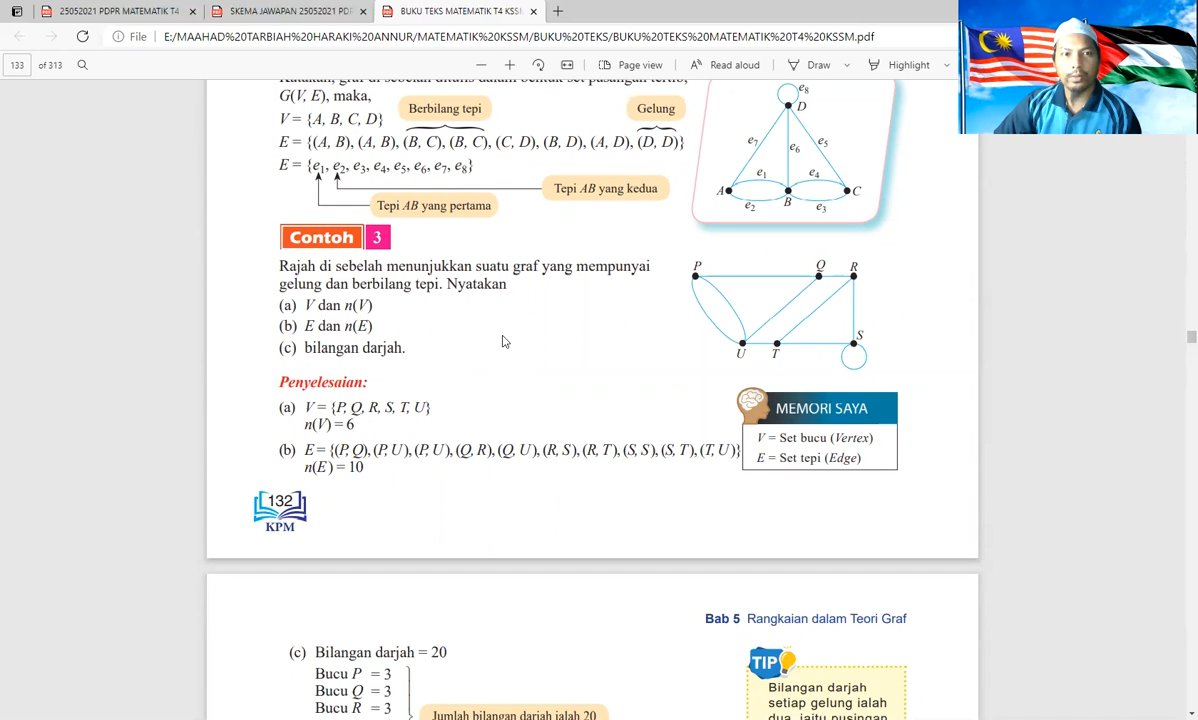 25052021 PDPR MATEMATIK T4
SKEMA JAWAPAN 25052021 PDF
BUKU TEKS MATEMATIK T4 KSS
File
E:/MAAHAD%20TARBIAH%20HARAKI%20ANNUR/MATEMATIK%20KSSM/BUKU%20TEKS/BUKU%20TEKS%20MATEMATIK%20T4%20KSSM.pdf
133 of 313
Page view
Read aloud
Draw
Highlight
G(V, E), maka,
Berbilang tepi
Gelung
V = {A, B, C, D}
E = {(A, B), (A, B), (B, C), (B, C), (C, D), (B, D), (A, D), (D, D)}
E = {e1, e2, e3, e4, e5, e6, e7, e8}
Tepi AB yang kedua
Tepi AB yang pertama
e8
D
e7
e6
e5
e1
e4
A
B
C
e2
e3
Contoh 3
Rajah di sebelah menunjukkan suatu graf yang mempunyai
gelung dan berbilang tepi. Nyatakan
(a) V dan n(V)
(b) E dan n(E)
(c) bilangan darjah.
P
Q
R
S
U
T
Penyelesaian:
(a) V = {P, Q, R, S, T, U}
n(V) = 6
(b) E = {(P, Q), (P, U), (P, U), (Q, R), (Q, U), (R, S), (R, T), (S, S), (S, T), (T, U)}
n(E) = 10
MEMORI SAYA
V = Set bucu (Vertex)
E = Set tepi (Edge)
132
KPM
Bab 5 Rangkaian dalam Teori Graf
(c) Bilangan darjah = 20
Bucu P = 3
Bucu Q = 3
Bucu R = 3
Jumlah bilangan darjah ialah 20
TIP
Bilangan darjah
setiap gelung ialah
dua, iaitu pusingan